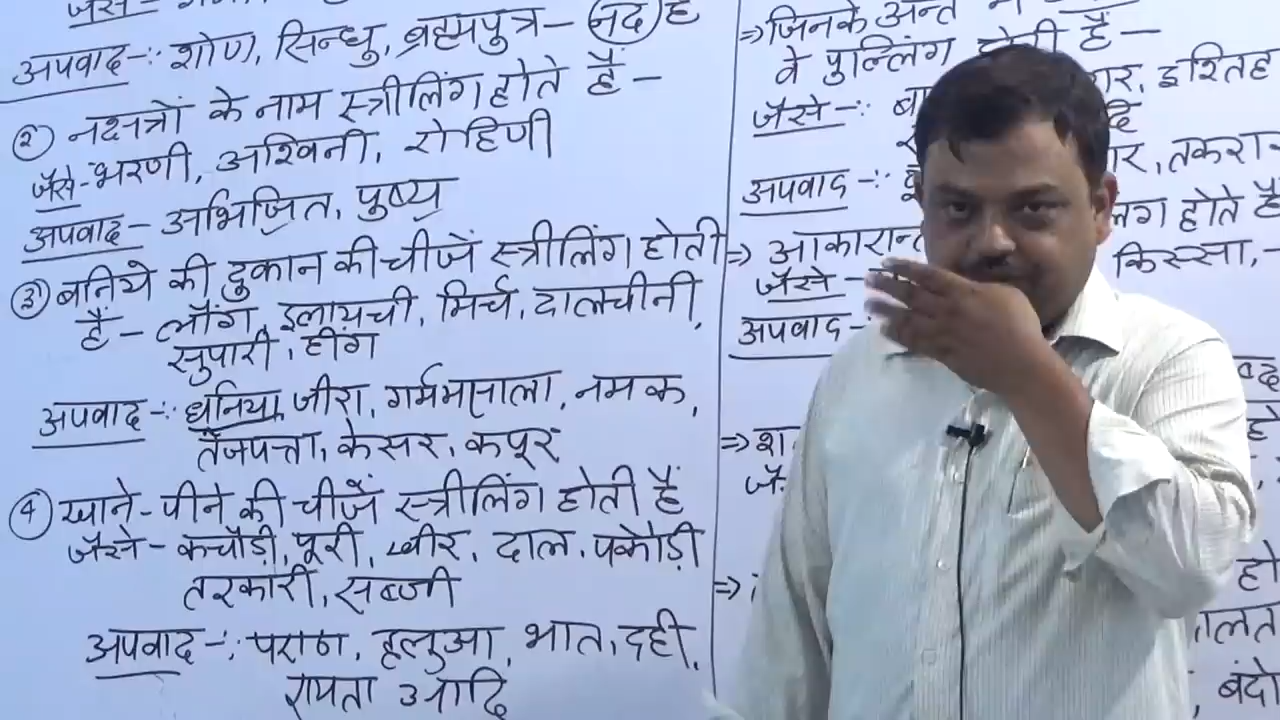 जैसे-
अपवाद-: शोण, सिन्धु, ब्रह्मपुत्र- नद है
② नक्षत्रों के नाम स्त्रीलिंग होते हैं-
जैसे- भरणी, अश्विनी, रोहिणी
अपवाद- अभिजित, पुष्य
③ बनिये की दुकान की चीजें स्त्रीलिंग होती
हैं- लौंग, इलायची, मिर्च, दालचीनी,
सुपारी, हींग
अपवाद-: धनिया, जीरा, गर्ममसाला, नमक,
तेजपत्ता, केसर, कपूर
④ खाने-पीने की चीजें स्त्रीलिंग होती हैं
जैसे- कचौड़ी, पूरी, खीर, दाल, पकौड़ी
तरकारी, सब्जी
अपवाद-: पराठा, हलुआ, भात, दही,
रायता आदि
⇒ जिनके अन्त
वे पुल्लिंग होती हैं-
जैसे-:
अपवाद-: तकरा-
⇒ आकारान्त होते हैं
जैसे- किस्सा,-
अपवाद-:
⇒
जै
⇒
हो